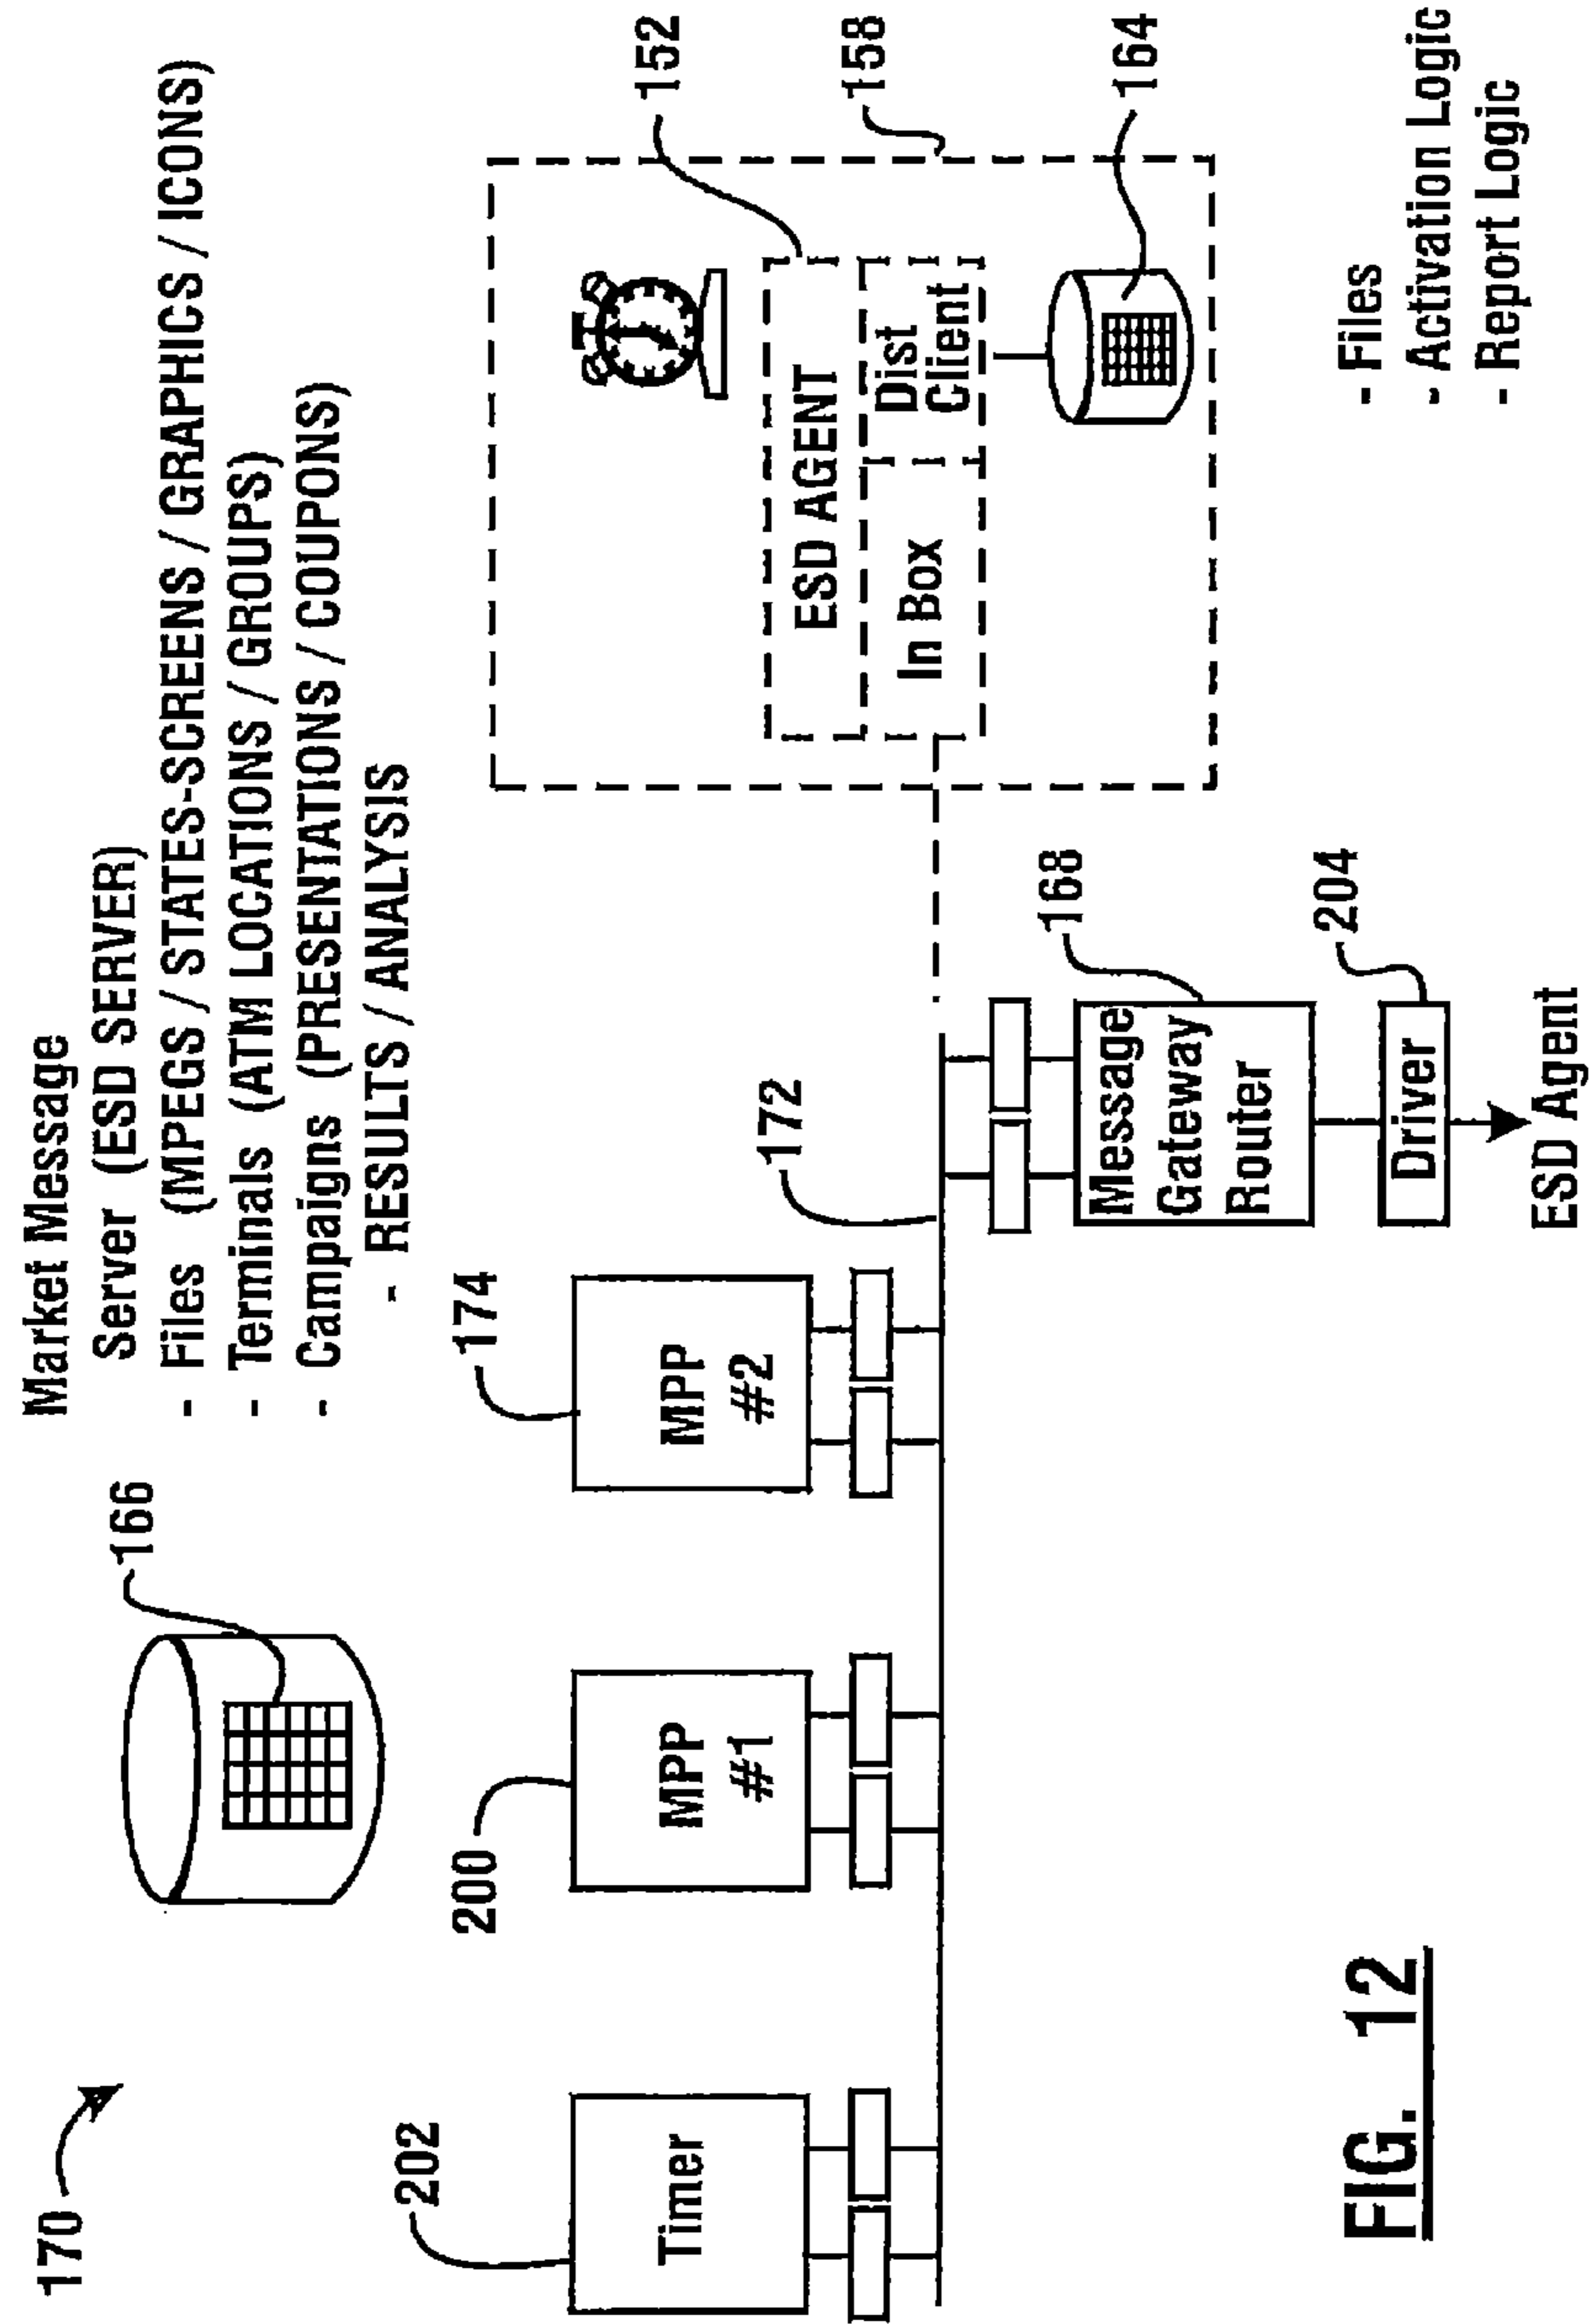 170
166
Market Message
Server (ESD SERVER)
- Files (MPEGS / STATES-SCREENS / GRAPHICS / ICONS)
- Terminals (ATM LOCATIONS / GROUPS)
- Campaigns (PRESENTATIONS / COUPONS)
- RESULTS / ANALYSIS
202
200
174
Timer
MPP
#1
MPP
#2
172
152
158
164
ESD AGENT
In Box
Dist
Client
Message
Gateway
Router
168
Driver
204
ESD Agent
- Files
- Activation Logic
- Report Logic
FIG. 12